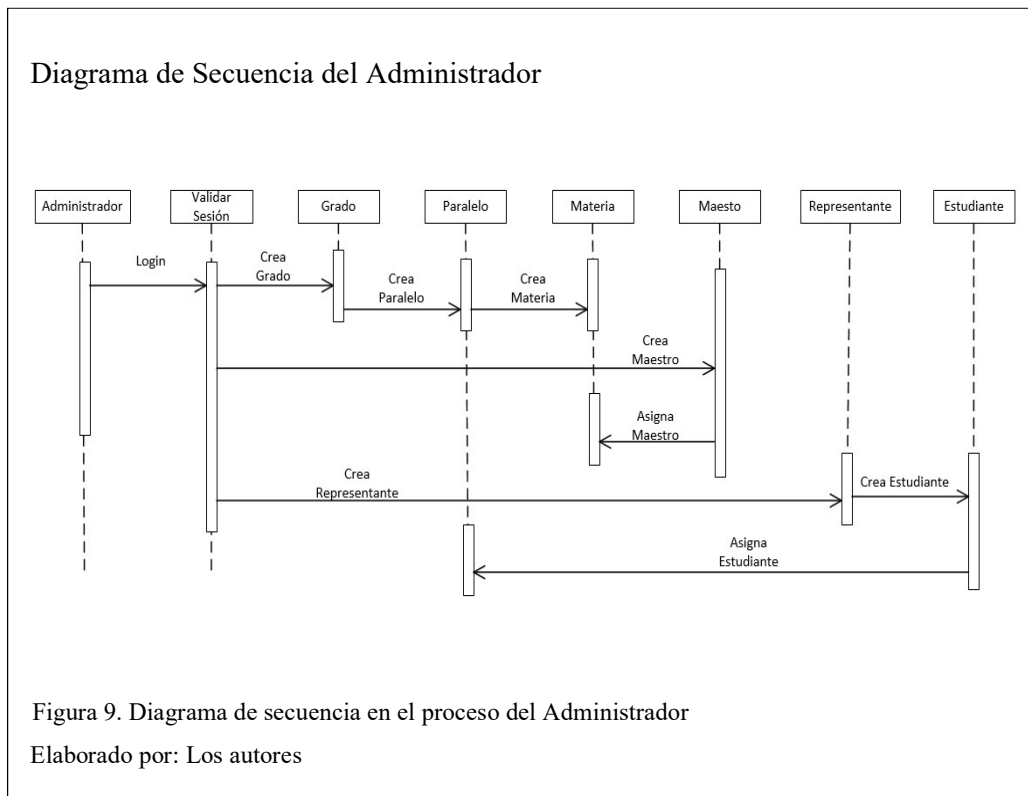 Diagrama de Secuencia del Administrador
Administrador
Validar
Sesión
Grado
Paralelo
Materia
Maesto
Representante
Estudiante
Login
Crea
Grado
Crea
Paralelo
Crea
Materia
Crea
Maestro
Asigna
Maestro
Crea
Representante
Crea Estudiante
Asigna
Estudiante
Figura 9. Diagrama de secuencia en el proceso del Administrador
Elaborado por: Los autores